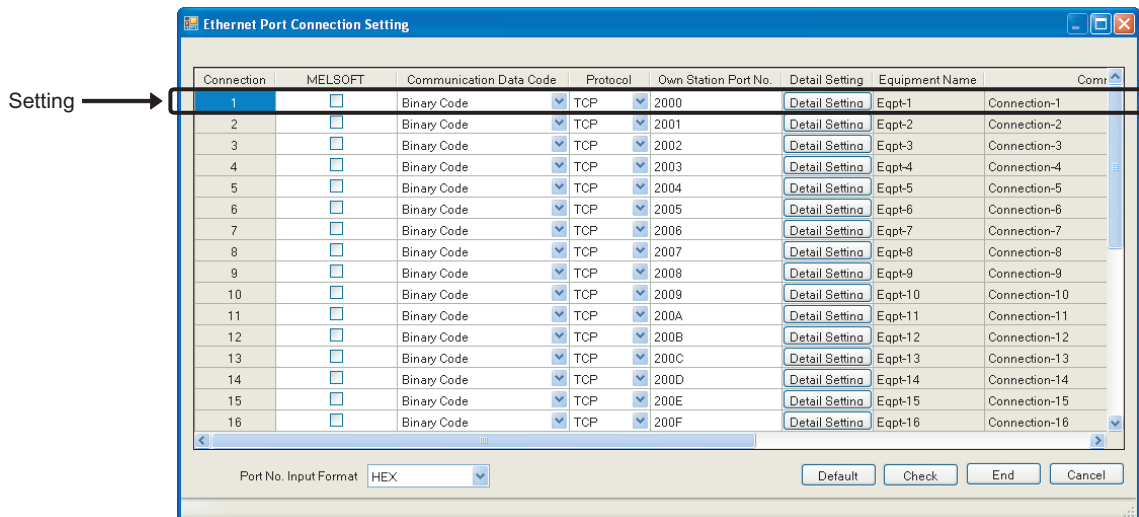 Ethernet Port Connection Setting
Connection MELSOFT Communication Data Code Protocol Own Station Port No. Detail Setting Equipment Name
Setting
1 Binary Code TCP 2000 Detail Setting Eqpt-1 Connection-1
2 Binary Code TCP 2001 Detail Setting Eqpt-2 Connection-2
3 Binary Code TCP 2002 Detail Setting Eqpt-3 Connection-3
4 Binary Code TCP 2003 Detail Setting Eqpt-4 Connection-4
5 Binary Code TCP 2004 Detail Setting Eqpt-5 Connection-5
6 Binary Code TCP 2005 Detail Setting Eqpt-6 Connection-6
7 Binary Code TCP 2006 Detail Setting Eqpt-7 Connection-7
8 Binary Code TCP 2007 Detail Setting Eqpt-8 Connection-8
9 Binary Code TCP 2008 Detail Setting Eqpt-9 Connection-9
10 Binary Code TCP 2009 Detail Setting Eqpt-10 Connection-10
11 Binary Code TCP 200A Detail Setting Eqpt-11 Connection-11
12 Binary Code TCP 200B Detail Setting Eqpt-12 Connection-12
13 Binary Code TCP 200C Detail Setting Eqpt-13 Connection-13
14 Binary Code TCP 200D Detail Setting Eqpt-14 Connection-14
15 Binary Code TCP 200E Detail Setting Eqpt-15 Connection-15
16 Binary Code TCP 200F Detail Setting Eqpt-16 Connection-16
Port No. Input Format HEX Default Check End Cancel